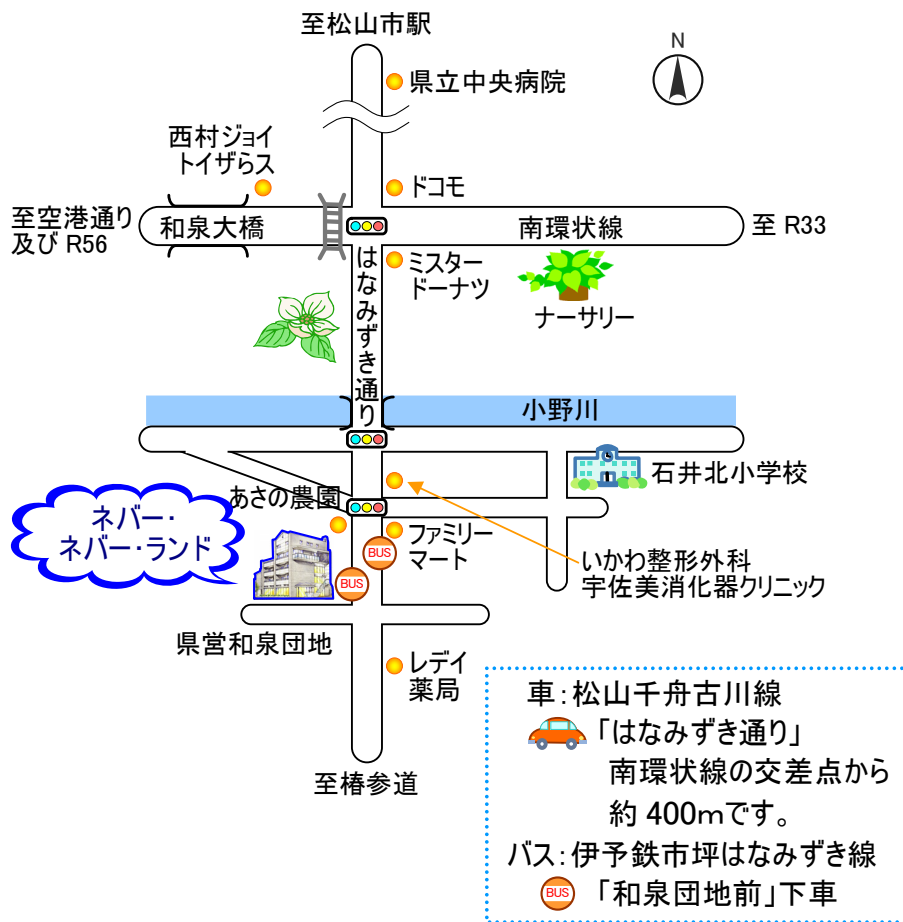 至松山市駅
N
県立中央病院
西村ジョイ
トイザらス
ドコモ
至空港通り
及び R56
和泉大橋
南環状線
至 R33
はなみずき通り
ミスター
ドーナツ
ナーサリー
小野川
石井北小学校
あさの農園
ネバー・
ネバー・ランド
ファミリー
マート
BUS
BUS
いかわ整形外科
宇佐美消化器クリニック
県営和泉団地
レデイ
薬局
至椿参道
車:松山千舟古川線
「はなみずき通り」
南環状線の交差点から
約 400mです。
バス:伊予鉄市坪はなみずき線
BUS 「和泉団地前」下車